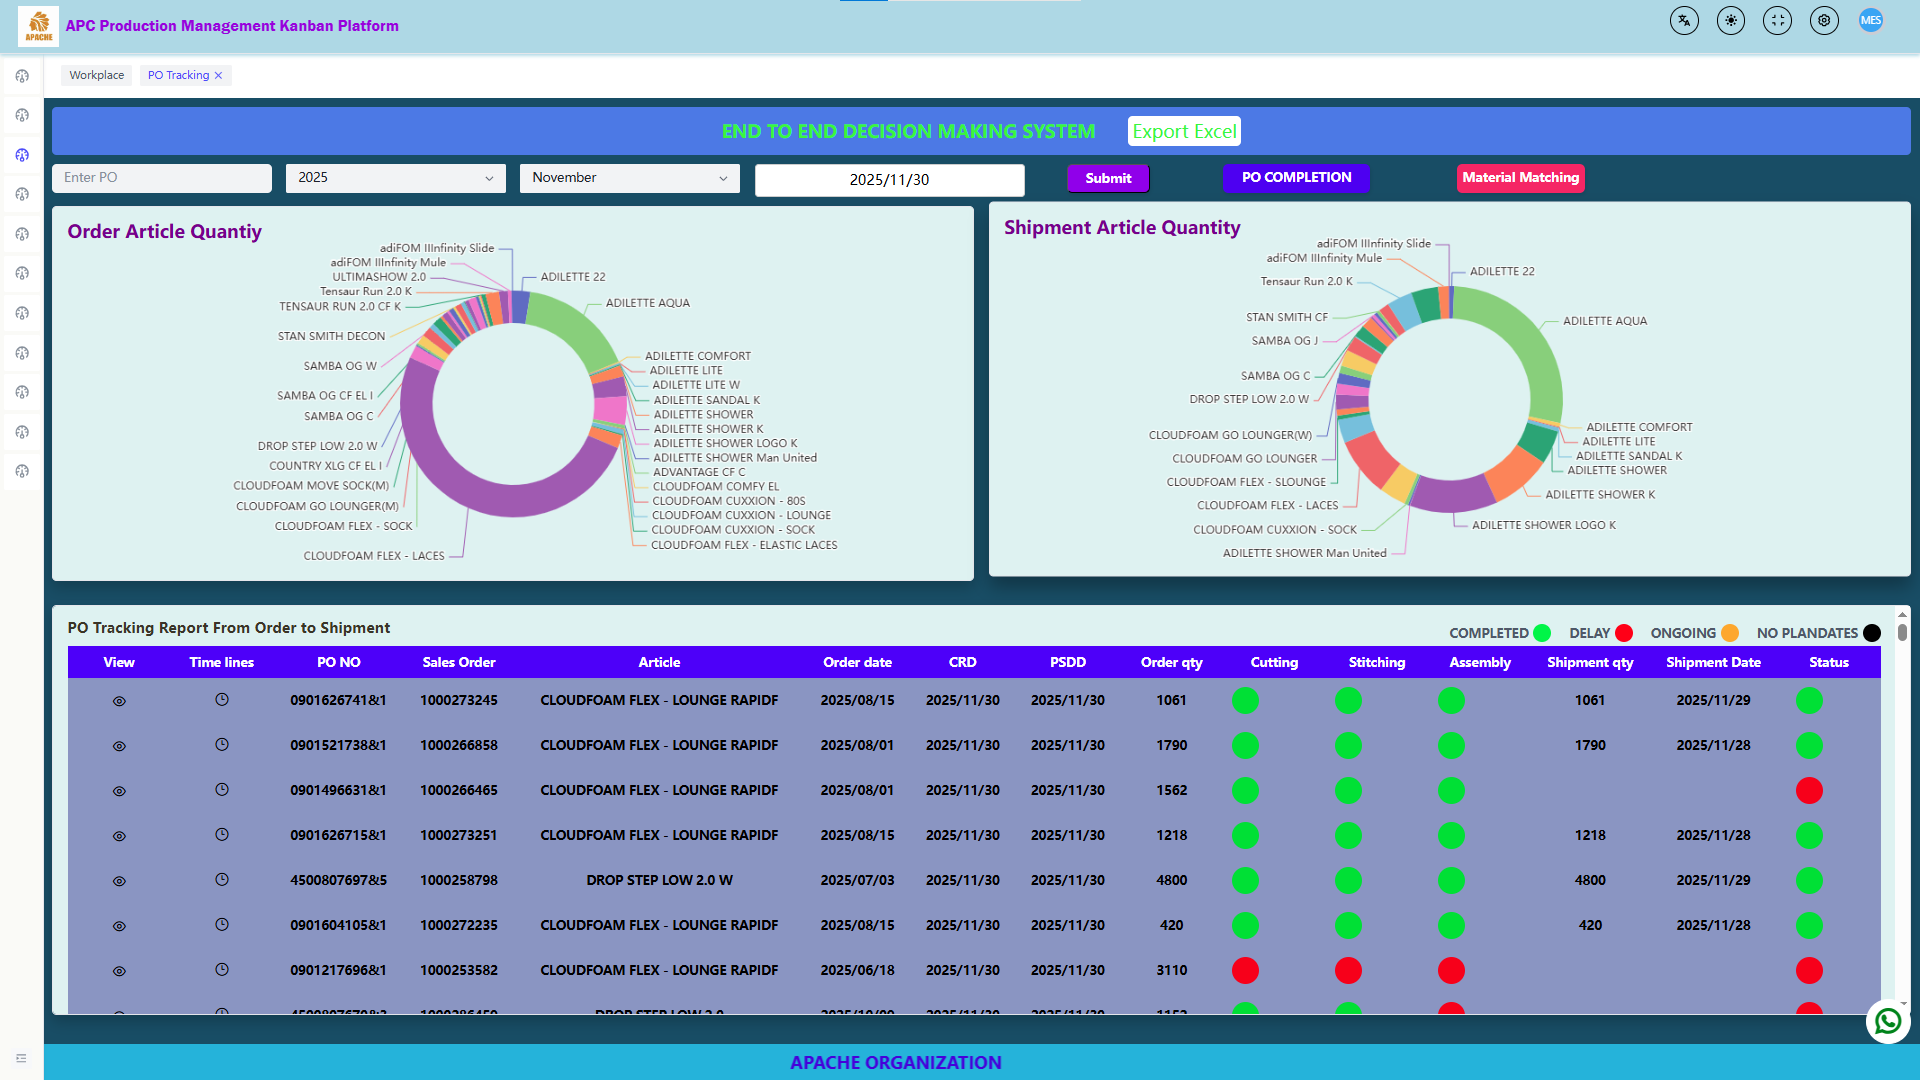 APACHE
APC Production Management Kanban Platform
MES
Workplace
PO Tracking
END TO END DECISION MAKING SYSTEM
Export Excel
Enter PO
2025
November
2025/11/30
Submit
PO COMPLETION
Material Matching
Order Article Quantiy
adiFOM IIInfinity Slide
adiFOM IIInfinity Mule
ULTIMASHOW 2.0
Tensaur Run 2.0 K
TENSAUR RUN 2.0 CF K
STAN SMITH DECON
SAMBA OG W
SAMBA OG CF EL I
SAMBA OG C
DROP STEP LOW 2.0 W
COUNTRY XLG CF EL I
CLOUDFOAM MOVE SOCK(M)
CLOUDFOAM GO LOUNGER(M)
CLOUDFOAM FLEX - SOCK
CLOUDFOAM FLEX - LACES
ADILETTE 22
ADILETTE AQUA
ADILETTE COMFORT
ADILETTE LITE
ADILETTE LITE W
ADILETTE SANDAL K
ADILETTE SHOWER
ADILETTE SHOWER K
ADILETTE SHOWER LOGO K
ADILETTE SHOWER Man United
ADVANTAGE CF C
CLOUDFOAM COMFY EL
CLOUDFOAM CUXXION - 80S
CLOUDFOAM CUXXION - LOUNGE
CLOUDFOAM CUXXION - SOCK
CLOUDFOAM FLEX - ELASTIC LACES
Shipment Article Quantity
adiFOM IIInfinity Slide
adiFOM IIInfinity Mule
Tensaur Run 2.0 K
STAN SMITH CF
SAMBA OG J
SAMBA OG C
DROP STEP LOW 2.0 W
CLOUDFOAM GO LOUNGER(W)
CLOUDFOAM GO LOUNGER
CLOUDFOAM FLEX - SLOUNGE
CLOUDFOAM FLEX - LACES
CLOUDFOAM CUXXION - SOCK
ADILETTE SHOWER Man United
ADILETTE 22
ADILETTE AQUA
ADILETTE COMFORT
ADILETTE LITE
ADILETTE SANDAL K
ADILETTE SHOWER
ADILETTE SHOWER K
ADILETTE SHOWER LOGO K
PO Tracking Report From Order to Shipment
COMPLETED DELAY ONGOING NO PLANDATES
View Time lines PO NO Sales Order Article Order date CRD PSDD Order qty Cutting Stitching Assembly Shipment qty Shipment Date Status
0901626741&1 1000273245 CLOUDFOAM FLEX - LOUNGE RAPIDF 2025/08/15 2025/11/30 2025/11/30 1061 1061 2025/11/29
0901521738&1 1000266858 CLOUDFOAM FLEX - LOUNGE RAPIDF 2025/08/01 2025/11/30 2025/11/30 1790 1790 2025/11/28
0901496631&1 1000266465 CLOUDFOAM FLEX - LOUNGE RAPIDF 2025/08/01 2025/11/30 2025/11/30 1562
0901626715&1 1000273251 CLOUDFOAM FLEX - LOUNGE RAPIDF 2025/08/15 2025/11/30 2025/11/30 1218 1218 2025/11/28
4500807697&5 1000258798 DROP STEP LOW 2.0 W 2025/07/03 2025/11/30 2025/11/30 4800 4800 2025/11/29
0901604105&1 1000272235 CLOUDFOAM FLEX - LOUNGE RAPIDF 2025/08/15 2025/11/30 2025/11/30 420 420 2025/11/28
0901217696&1 1000253582 CLOUDFOAM FLEX - LOUNGE RAPIDF 2025/06/18 2025/11/30 2025/11/30 3110
APACHE ORGANIZATION